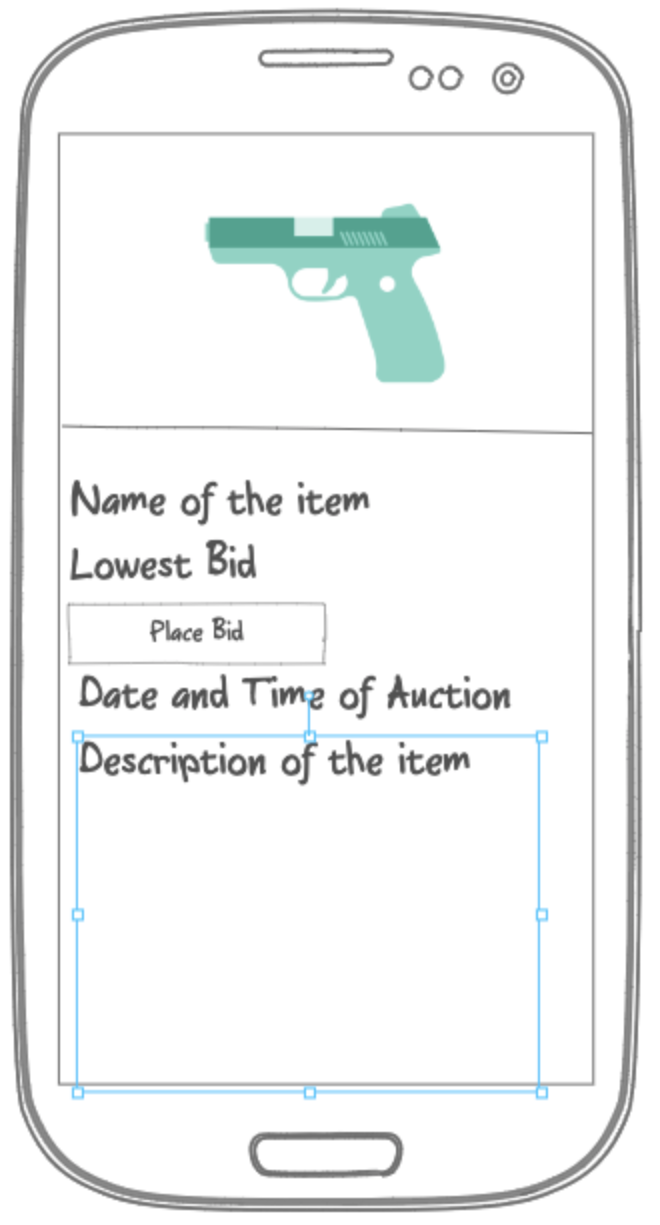 Name of the item
Lowest Bid
Place Bid
Date and Time of Auction
Description of the item